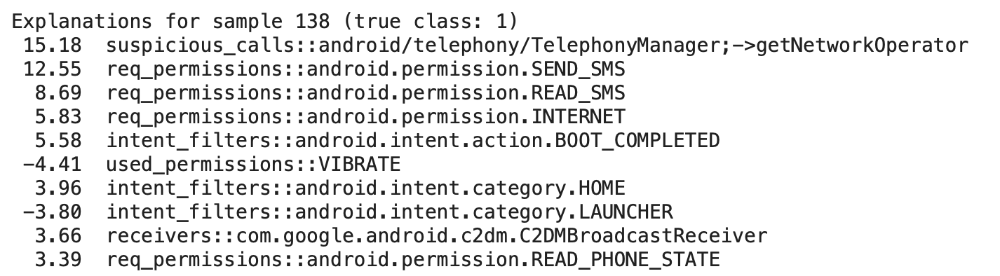 Explanations for sample 138 (true class: 1)
15.18 suspicious_calls::android/telephony/TelephonyManager;->getNetworkOperator
12.55 req_permissions::android.permission.SEND_SMS
8.69 req_permissions::android.permission.READ_SMS
5.83 req_permissions::android.permission.INTERNET
5.58 intent_filters::android.intent.action.BOOT_COMPLETED
-4.41 used_permissions::VIBRATE
3.96 intent_filters::android.intent.category.HOME
-3.80 intent_filters::android.intent.category.LAUNCHER
3.66 receivers::com.google.android.c2dm.C2DMBroadcastReceiver
3.39 req_permissions::android.permission.READ_PHONE_STATE